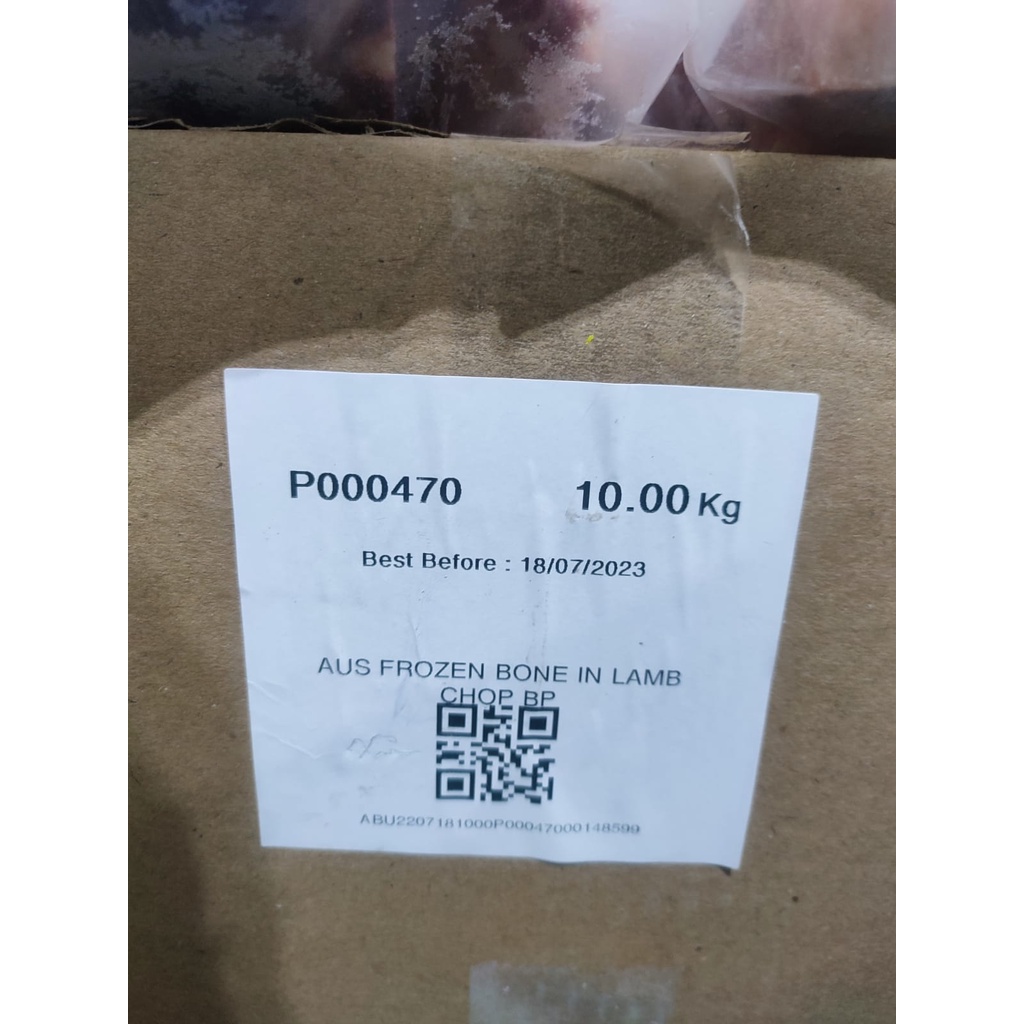 P000470 10.00 Kg
Best Before : 18/07/2023
AUS FROZEN BONE IN LAMB
CHOP BP
ABU2207181000P00047000148599